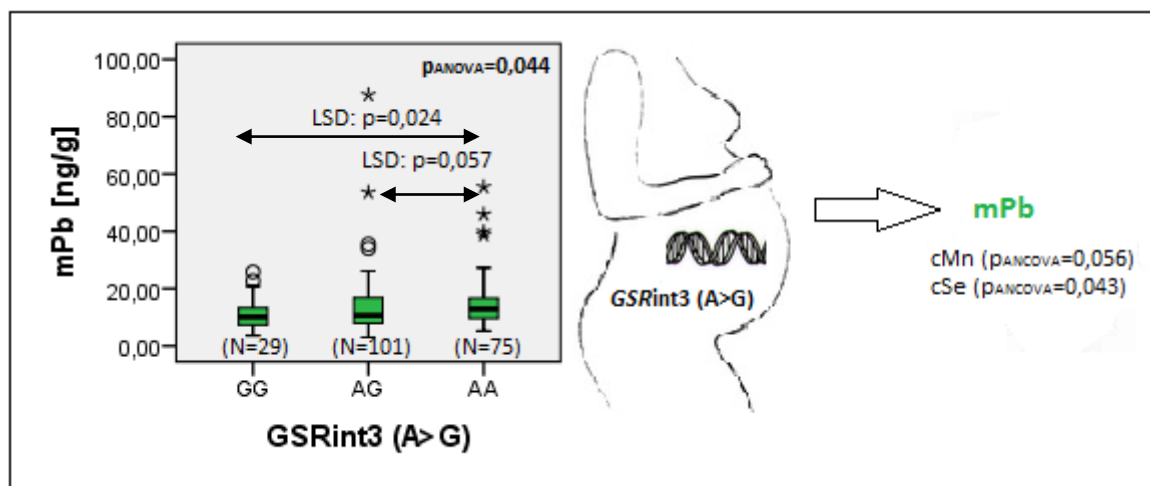 pANOVA=0,044
LSD: p=0,024
LSD: p=0,057
mPb [ng/g]
100,00
80,00
60,00
40,00
20,00
0,00
(N=29) (N=101) (N=75)
GG AG AA
GSRint3 (A>G)
GSRint3 (A>G)
mPb
cMn (pANCOVA=0,056)
cSe (pANCOVA=0,043)